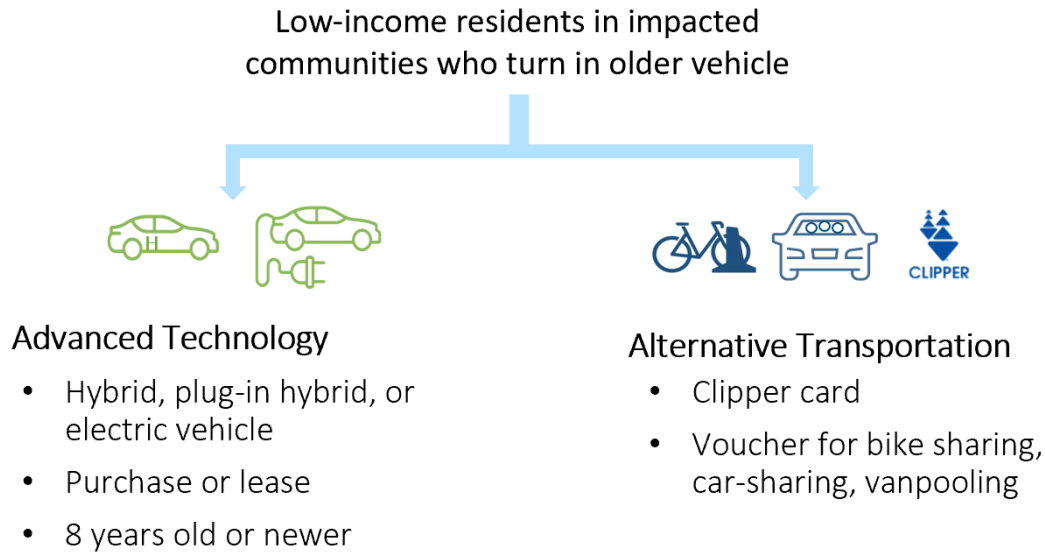 Low-income residents in impacted
communities who turn in older vehicle
H
CLIPPER
Advanced Technology
• Hybrid, plug-in hybrid, or
electric vehicle
• Purchase or lease
• 8 years old or newer
Alternative Transportation
• Clipper card
• Voucher for bike sharing,
car-sharing, vanpooling